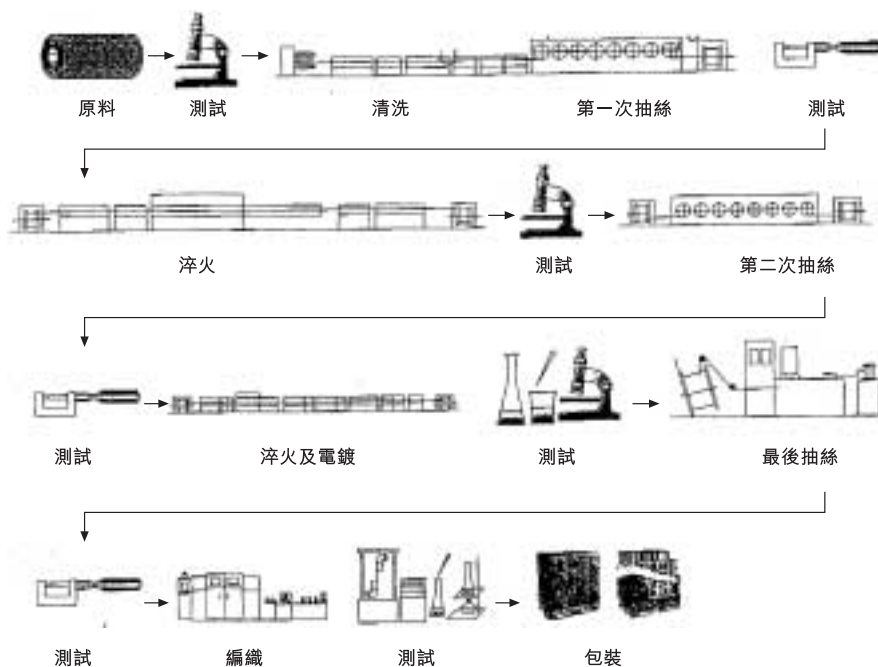 原料 測試 清洗 第一次抽絲 測試
淬火 測試 第二次抽絲
測試 淬火及電鍍 測試 最後抽絲
測試 編織 測試 包裝